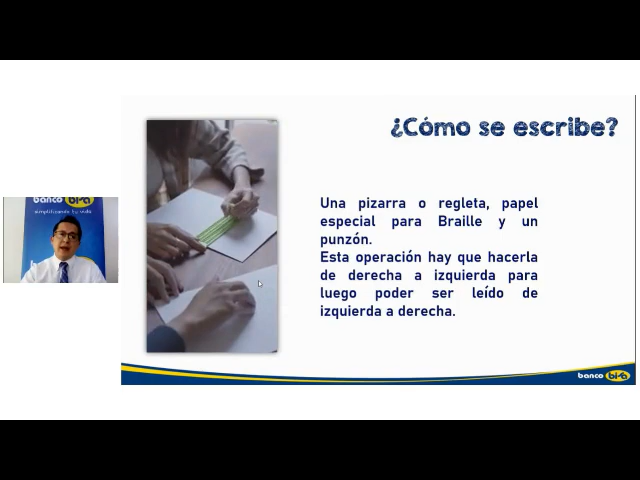 ¿Cómo se escribe?
Una pizarra o regleta, papel
especial para Braille y un
punzón.
Esta operación hay que hacerla
de derecha a izquierda para
luego poder ser leído de
izquierda a derecha.
banco bi-a
simplificando tu vida
banco bi-a